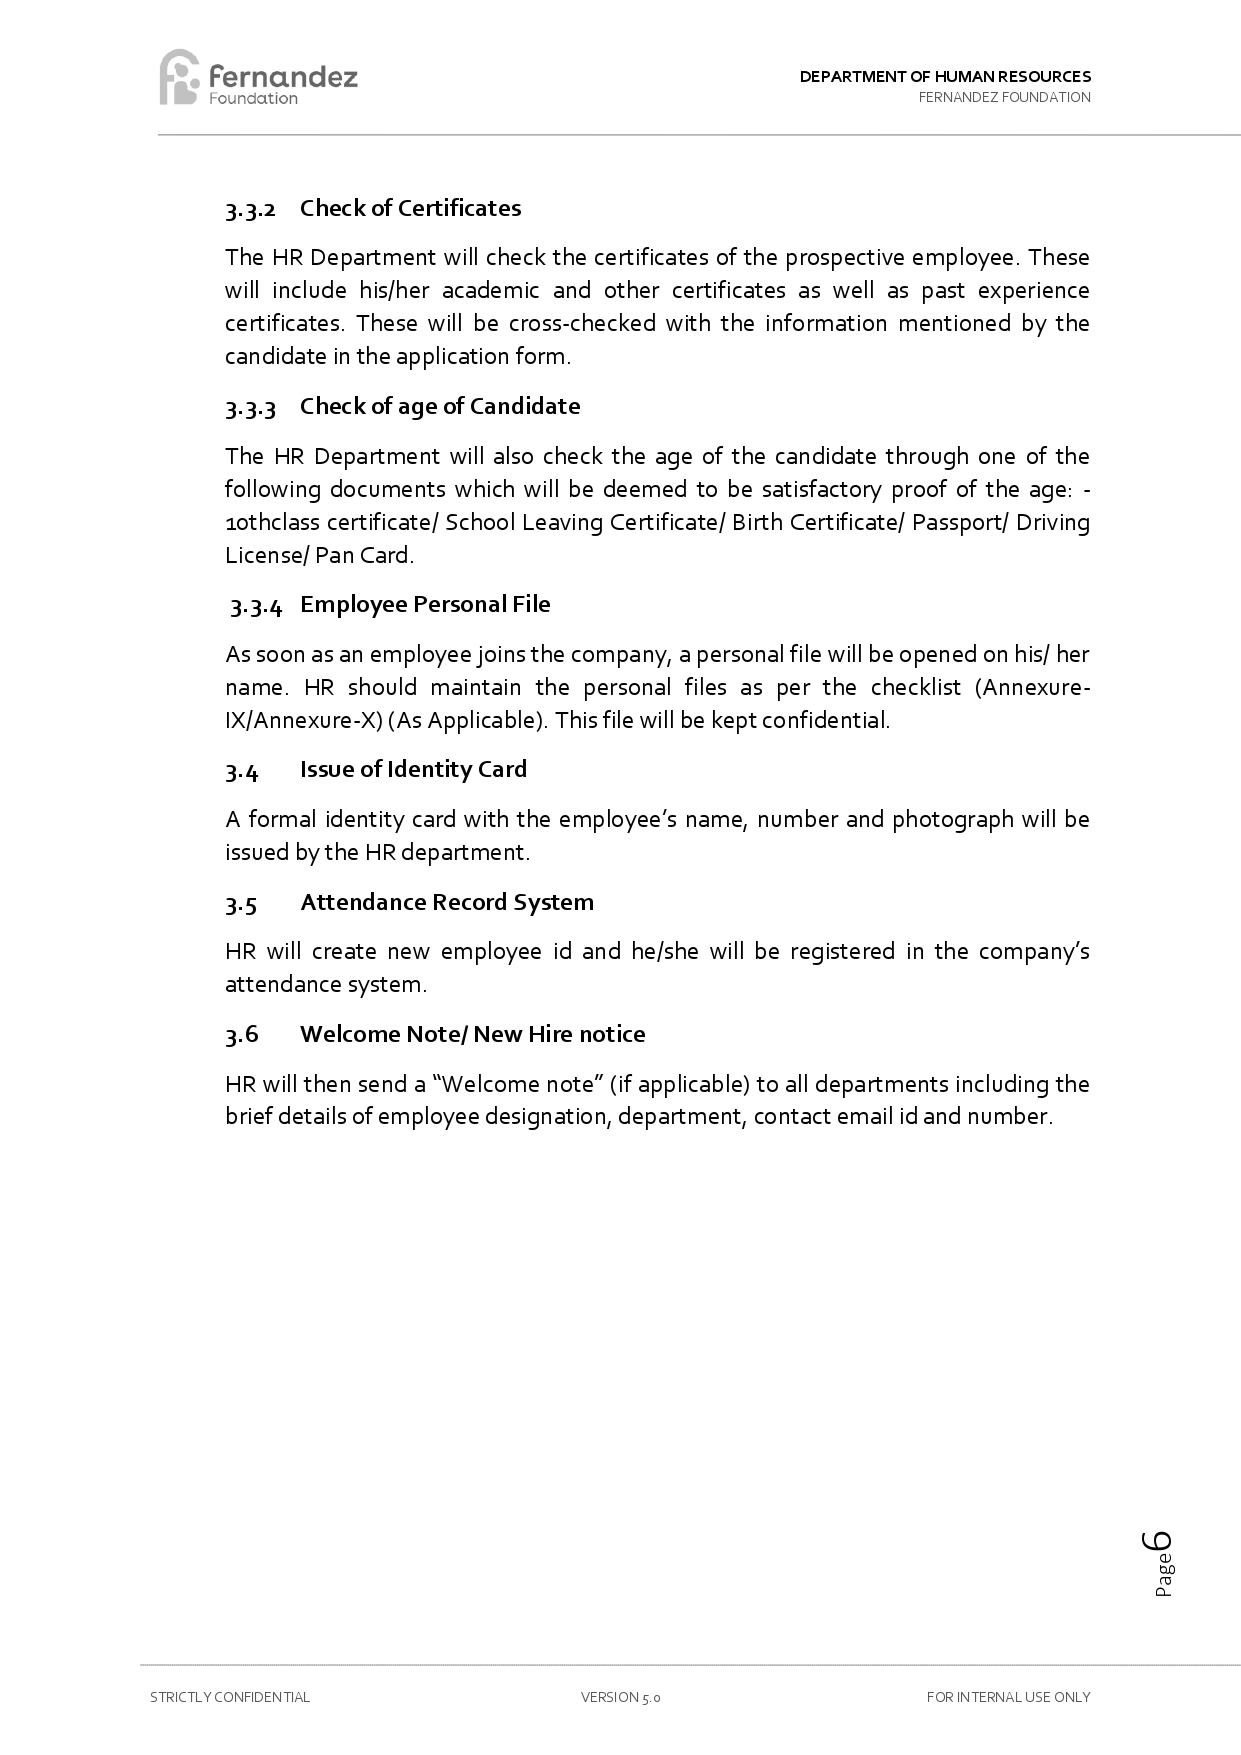 fernandez
Foundation
DEPARTMENT OF HUMAN RESOURCES
FERNANDEZ FOUNDATION
3.3.2 Check of Certificates
The HR Department will check the certificates of the prospective employee. These
will include his/her academic and other certificates as well as past experience
certificates. These will be cross-checked with the information mentioned by the
candidate in the application form.
3.3.3 Check of age of Candidate
The HR Department will also check the age of the candidate through one of the
following documents which will be deemed to be satisfactory proof of the age: -
10thclass certificate/ School Leaving Certificate/ Birth Certificate/ Passport/ Driving
License/ Pan Card.
3.3.4 Employee Personal File
As soon as an employee joins the company, a personal file will be opened on his/ her
name. HR should maintain the personal files as per the checklist (Annexure-
IX/Annexure-X) (As Applicable). This file will be kept confidential.
3.4 Issue of Identity Card
A formal identity card with the employee’s name, number and photograph will be
issued by the HR department.
3.5 Attendance Record System
HR will create new employee id and he/she will be registered in the company’s
attendance system.
3.6 Welcome Note/ New Hire notice
HR will then send a “Welcome note” (if applicable) to all departments including the
brief details of employee designation, department, contact email id and number.
Page6
STRICTLY CONFIDENTIAL
VERSION 5.0
FOR INTERNAL USE ONLY